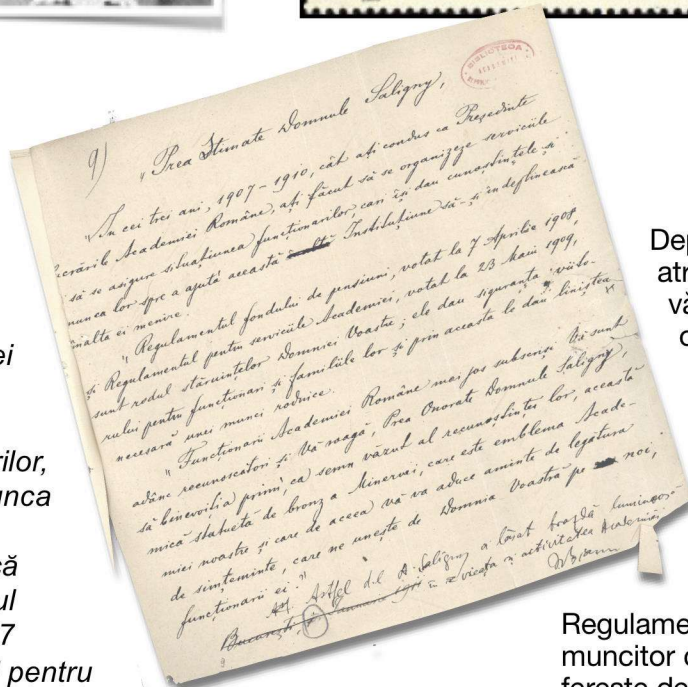 9)
BIBLIOTECA
„Prea Stimate Domnule Saligny,
„In cei trei ani, 1907–1910, cât ați condus ca Președinte
lucrările Academiei Române, ați făcut să se organizeze serviciile
și să se asigure situațiunea funcționarilor, cari își dau cunoștințele și
munca lor spre a ajuta această Instituțiune să-și îndeplinească
înalta ei menire.
„Regulamentul fondului de pensiuni, votat la 7 Aprilie 1908,
și Regulamentul pentru serviciile Academiei, votat la 23 Maiu 1909,
sunt rodul stăruințelor Domniei Voastre; ele dau siguranța viito-
rului pentru funcționari și familiile lor și prin aceasta le dau liniștea
necesară unei munci rodnice.
„Funcționarii Academiei Române mai jos subscriși Vă sunt
adânc recunoscători și Vă roagă, Prea Onorate Domnule Saligny,
să binevoiți a primi, ca semn văzut al recunoștinței lor, această
mică statuetă de bronz a Minervei, care este emblema Acade-
miei noastre și care de aceea vă va aduce aminte de legătura
de simțeminte, care ne unește de Domnia Voastră pe noi,
funcționarii ei."
Astfel d-l A. Saligny a lăsat brazdă luminoasă
București Ianuarie în viața și activitatea Academiei
ei
rilor,
unca
că
ul
7
i pentru
Dep
atr
vă
c
Regulame
muncitor c